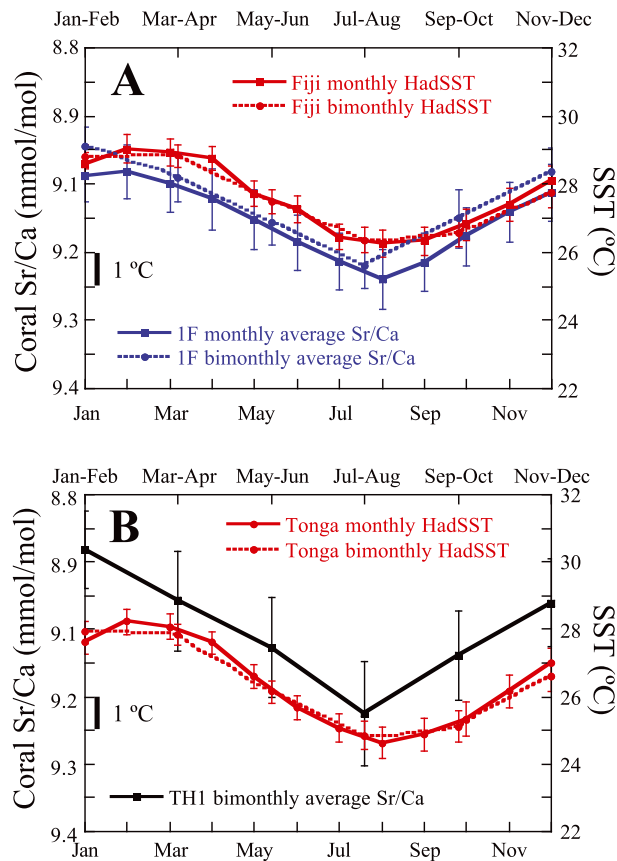 Jan-Feb Mar-Apr May-Jun Jul-Aug Sep-Oct Nov-Dec
8.8
8.9
9.1
9.2
9.3
9.4
Coral Sr/Ca (mmol/mol)
A
Fiji monthly HadSST
Fiji bimonthly HadSST
1 ºC
1F monthly average Sr/Ca
1F bimonthly average Sr/Ca
32
30
28
26
24
22
SST (ºC)
Jan Mar May Jul Sep Nov
Jan-Feb Mar-Apr May-Jun Jul-Aug Sep-Oct Nov-Dec
8.8
8.9
9.1
9.2
9.3
9.4
Coral Sr/Ca (mmol/mol)
B
Tonga monthly HadSST
Tonga bimonthly HadSST
1 ºC
TH1 bimonthly average Sr/Ca
32
30
28
26
24
22
SST (ºC)
Jan Mar May Jul Sep Nov